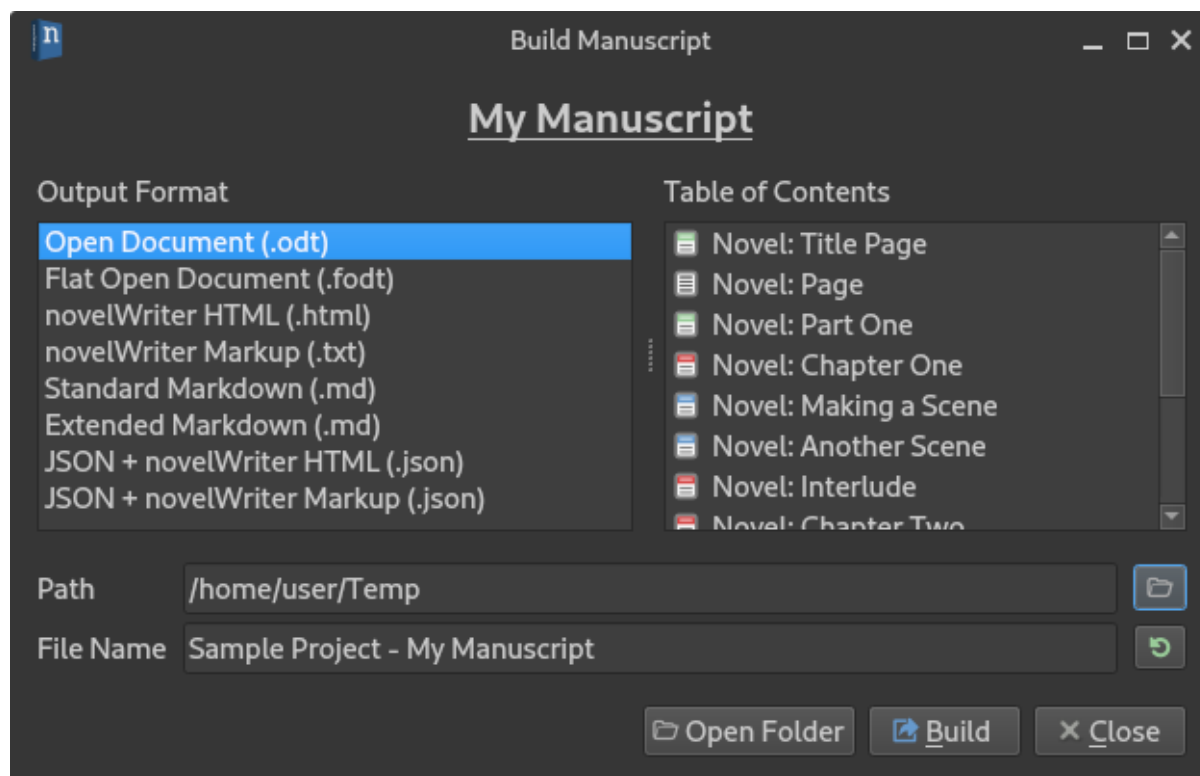 n
Build Manuscript
My Manuscript
Output Format
Open Document (.odt)
Flat Open Document (.fodt)
novelWriter HTML (.html)
novelWriter Markup (.txt)
Standard Markdown (.md)
Extended Markdown (.md)
JSON + novelWriter HTML (.json)
JSON + novelWriter Markup (.json)
Table of Contents
Novel: Title Page
Novel: Page
Novel: Part One
Novel: Chapter One
Novel: Making a Scene
Novel: Another Scene
Novel: Interlude
Novel: Chapter Two
Path /home/user/Temp
File Name Sample Project - My Manuscript
Open Folder Build Close